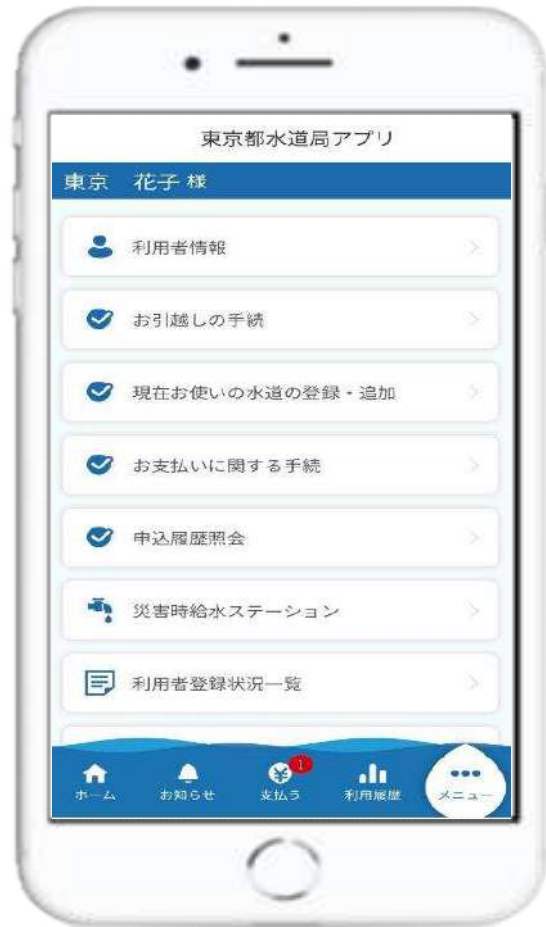 東京都水道局アプリ
東京 花子 様
利用者情報
お引越しの手続
現在お使いの水道の登録・追加
お支払いに関する手続
申込履歴照会
災害時給水ステーション
利用者登録状況一覧
1
ホーム お知らせ 支払う 利用履歴 メニュー